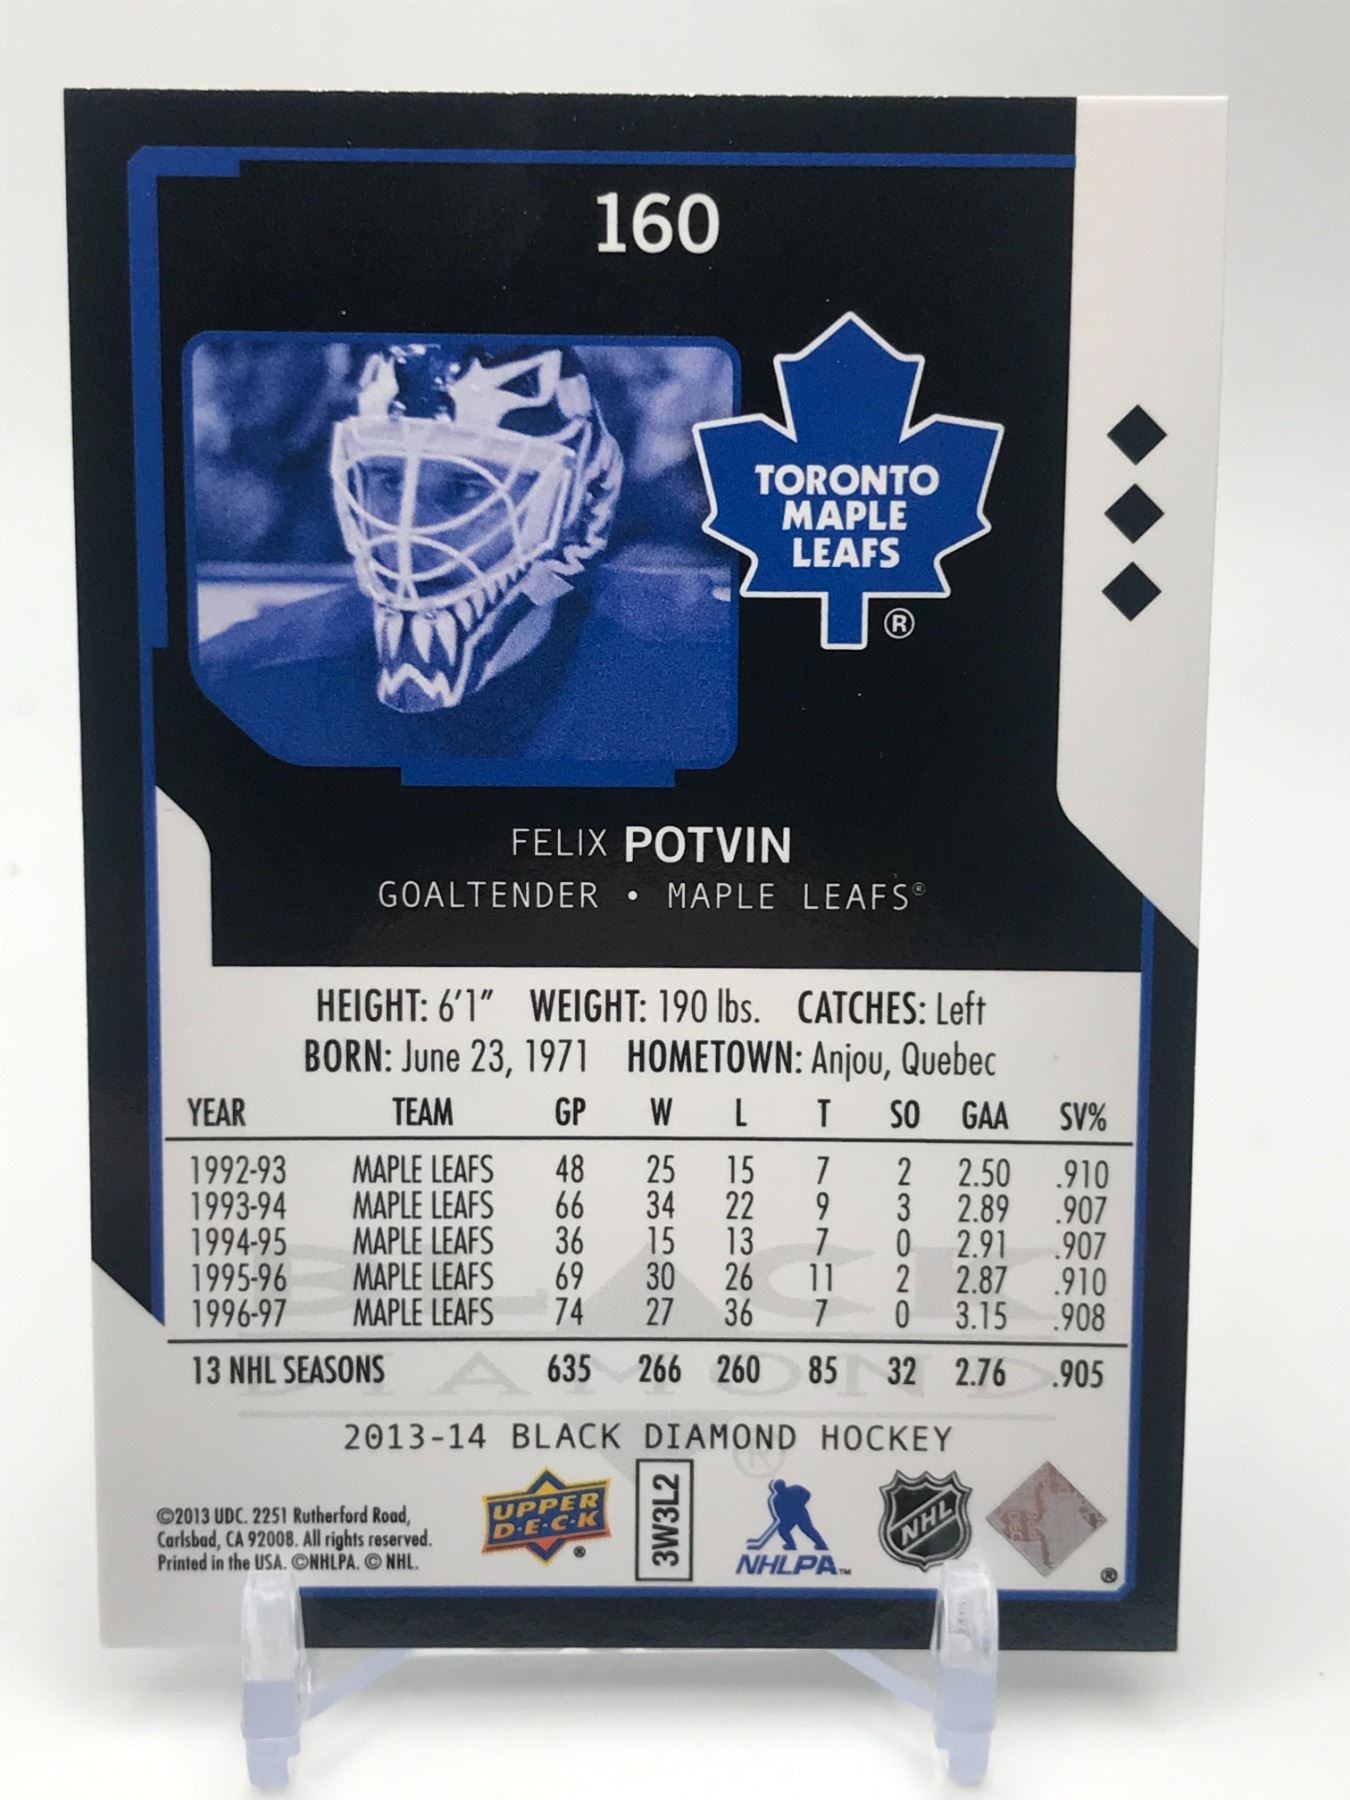 160
TORONTO
MAPLE
LEAFS
®
FELIX POTVIN
GOALTENDER • MAPLE LEAFS®
HEIGHT: 6'1" WEIGHT: 190 lbs. CATCHES: Left
BORN: June 23, 1971 HOMETOWN: Anjou, Quebec
YEAR TEAM GP W L T SO GAA SV%
1992-93 MAPLE LEAFS 48 25 15 7 2 2.50 .910
1993-94 MAPLE LEAFS 66 34 22 9 3 2.89 .907
1994-95 MAPLE LEAFS 36 15 13 7 0 2.91 .907
1995-96 MAPLE LEAFS 69 30 26 11 2 2.87 .910
1996-97 MAPLE LEAFS 74 27 36 7 0 3.15 .908
13 NHL SEASONS 635 266 260 85 32 2.76 .905
BLACK
DIAMOND
®
2013-14 BLACK DIAMOND HOCKEY
©2013 UDC. 2251 Rutherford Road,
Carlsbad, CA 92008. All rights reserved.
Printed in the USA. ©NHLPA. © NHL.
UPPER
D·E·C·K
®
3W3L2
NHLPA™
NHL
®